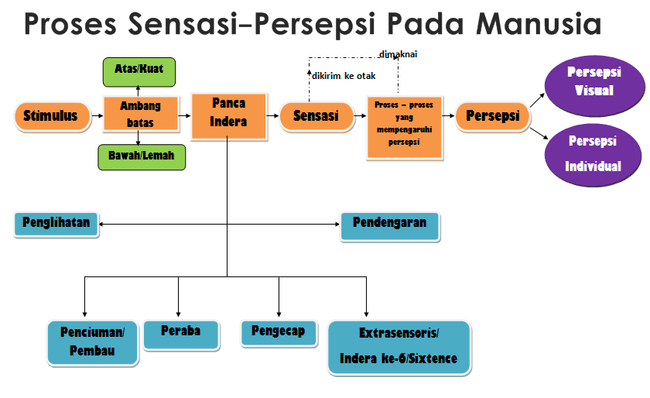 Proses Sensasi–Persepsi Pada Manusia
dimaknai
Atas/Kuat
dikirim ke otak
Persepsi
Visual
Stimulus
Ambang
batas
Panca
Indera
Sensasi
Proses – proses
yang
mempengaruhi
persepsi
Persepsi
Bawah/Lemah
Persepsi
Individual
Penglihatan
Pendengaran
Penciuman/
Pembau
Peraba
Pengecap
Extrasensoris/
Indera ke-6/Sixtence